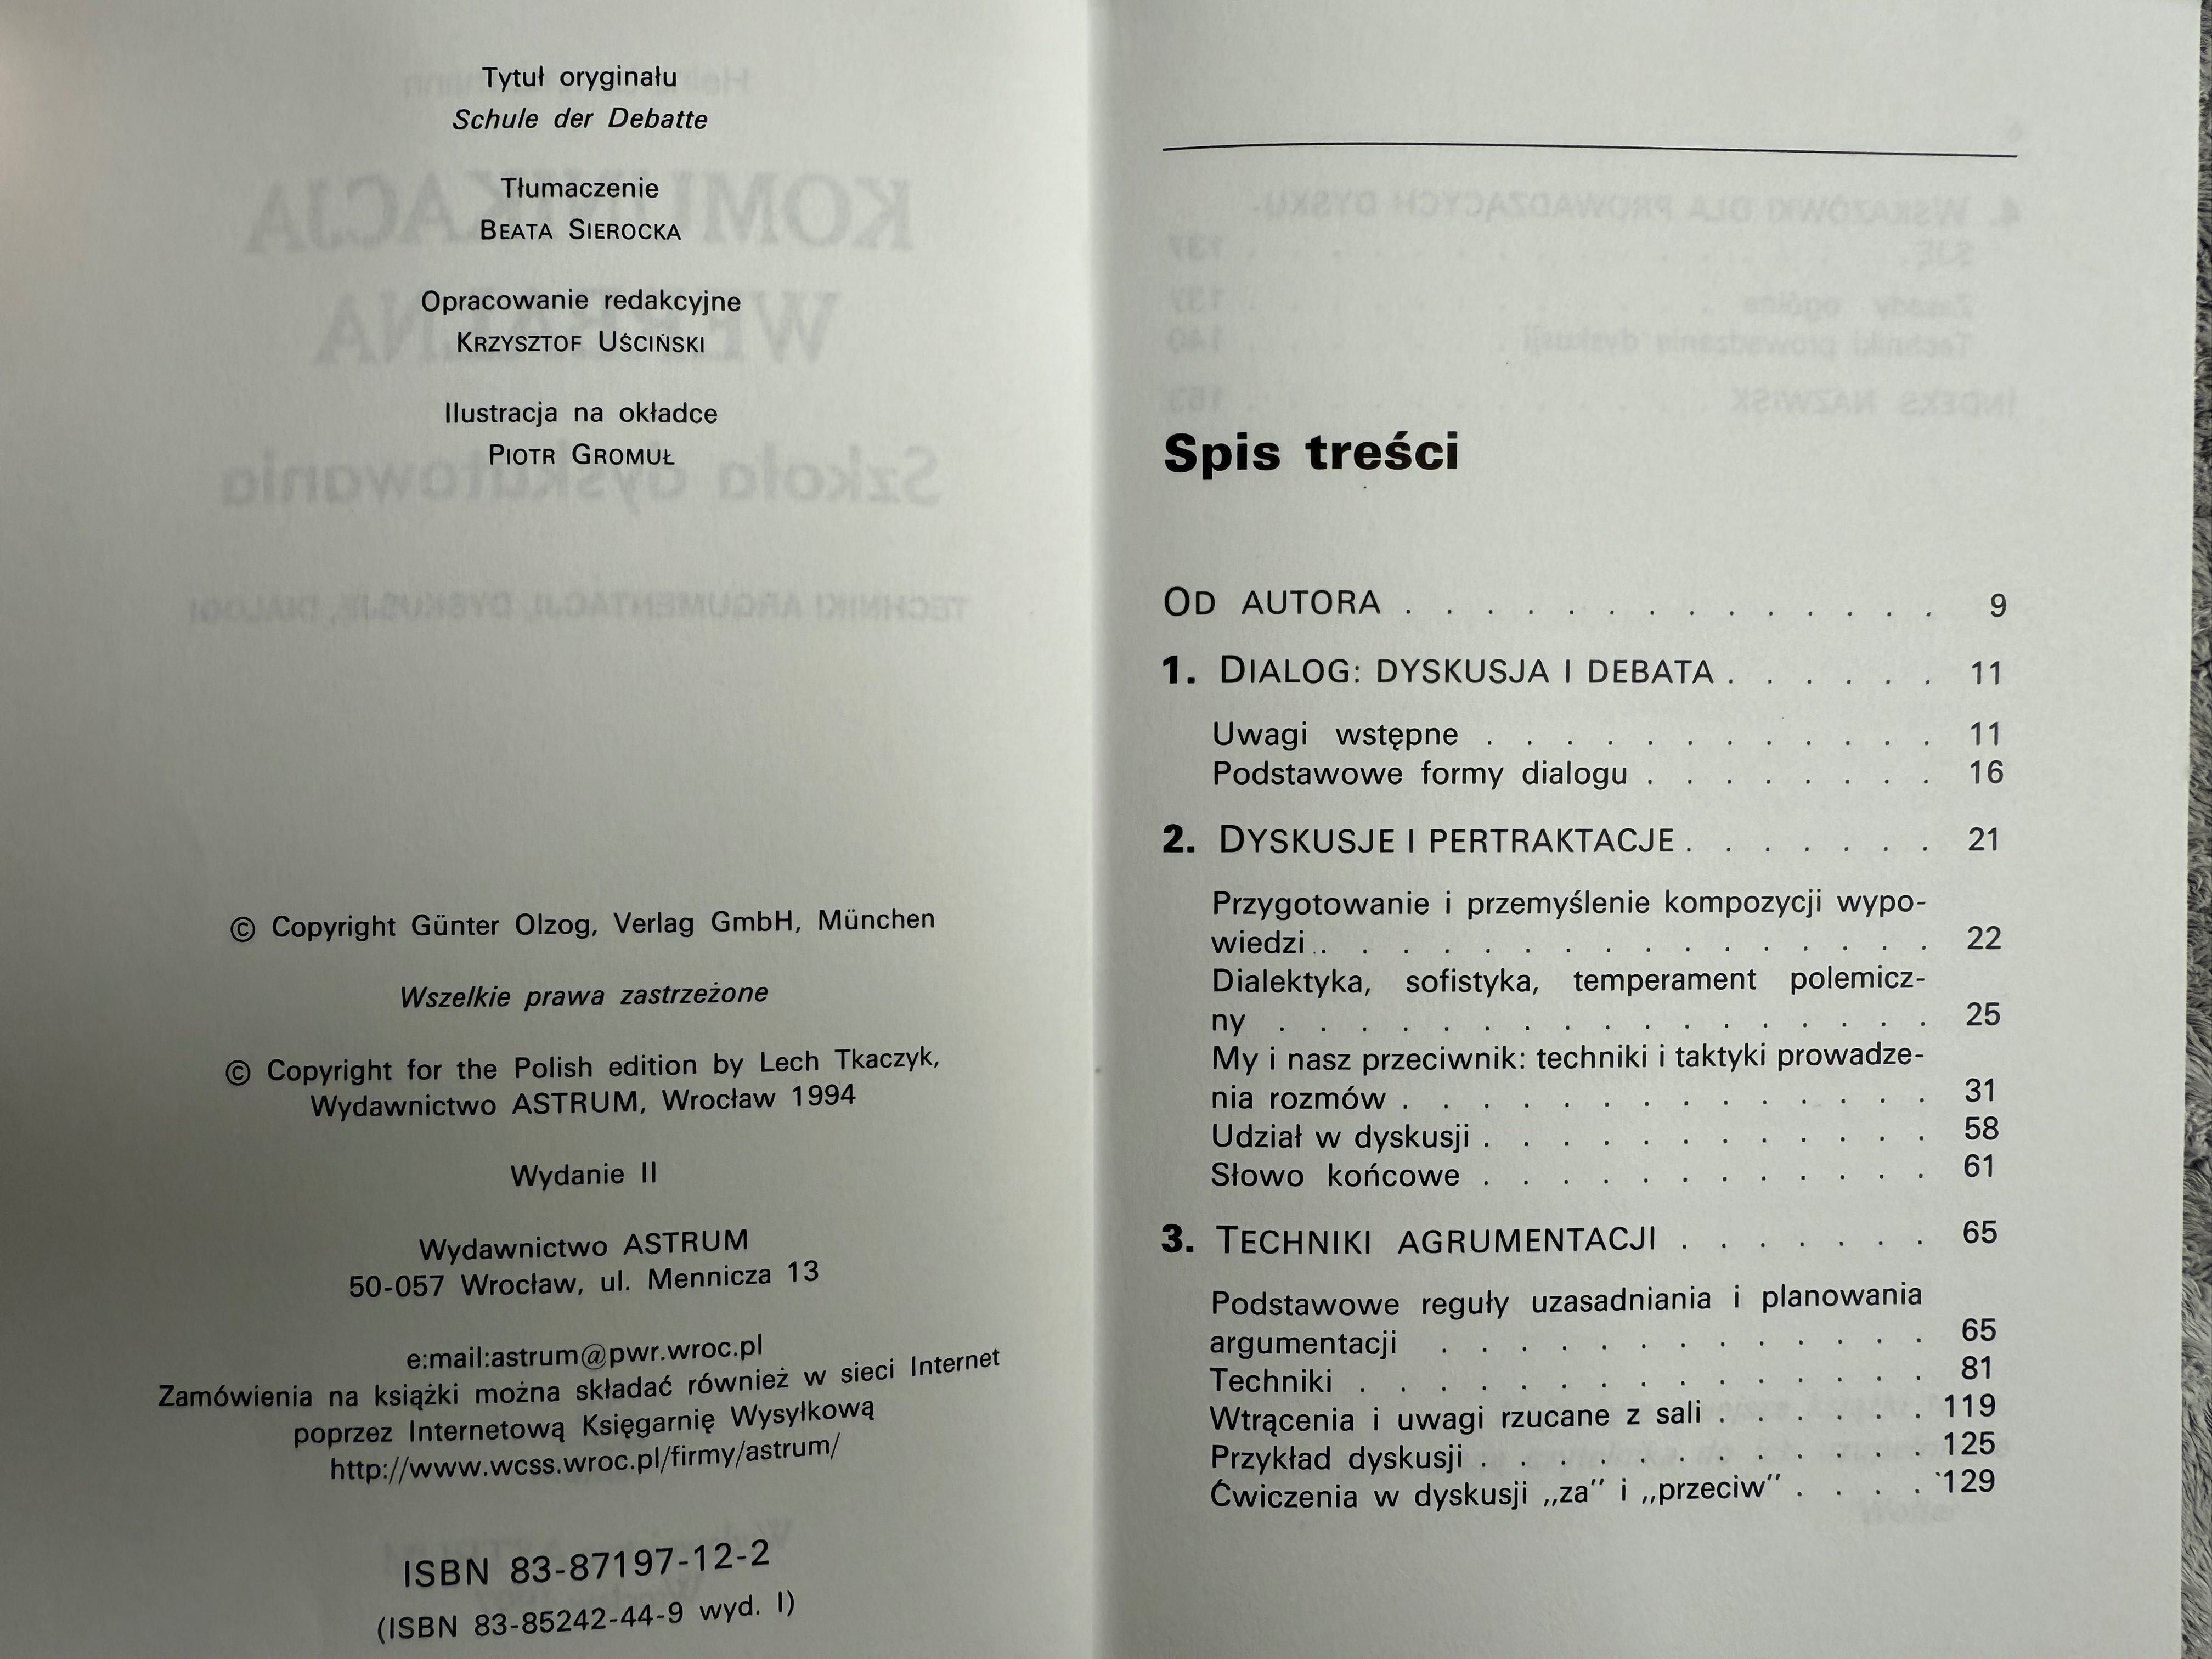 Tytuł oryginału
Schule der Debatte
Tłumaczenie
BEATA SIEROCKA
Opracowanie redakcyjne
KRZYSZTOF UŚCIŃSKI
Ilustracja na okładce
PIOTR GROMUŁ
© Copyright Günter Olzog, Verlag GmbH, München
Wszelkie prawa zastrzeżone
© Copyright for the Polish edition by Lech Tkaczyk,
Wydawnictwo ASTRUM, Wrocław 1994
Wydanie II
Wydawnictwo ASTRUM
50-057 Wrocław, ul. Mennicza 13
e:mail:astrum@pwr.wroc.pl
Zamówienia na książki można składać również w sieci Internet
poprzez Internetową Księgarnię Wysyłkową
http://www.wcss.wroc.pl/firmy/astrum/
ISBN 83-87197-12-2
(ISBN 83-85242-44-9 wyd. I)
Spis treści
OD AUTORA . . . . . . . . . . . . . . 9
1. DIALOG: DYSKUSJA I DEBATA . . . . . . 11
Uwagi wstępne . . . . . . . . . . . . 11
Podstawowe formy dialogu . . . . . . . . 16
2. DYSKUSJE I PERTRAKTACJE . . . . . . . 21
Przygotowanie i przemyślenie kompozycji wypo-
wiedzi . . . . . . . . . . . . . . . . 22
Dialektyka, sofistyka, temperament polemicz-
ny . . . . . . . . . . . . . . . . . 25
My i nasz przeciwnik: techniki i taktyki prowadze-
nia rozmów . . . . . . . . . . . . . . 31
Udział w dyskusji . . . . . . . . . . . . 58
Słowo końcowe . . . . . . . . . . . . 61
3. TECHNIKI AGRUMENTACJI . . . . . . . 65
Podstawowe reguły uzasadniania i planowania
argumentacji . . . . . . . . . . . . . 65
Techniki . . . . . . . . . . . . . . . 81
Wtrącenia i uwagi rzucane z sali . . . . . . 119
Przykład dyskusji . . . . . . . . . . . . 125
Ćwiczenia w dyskusji „za” i „przeciw” . . . . 129